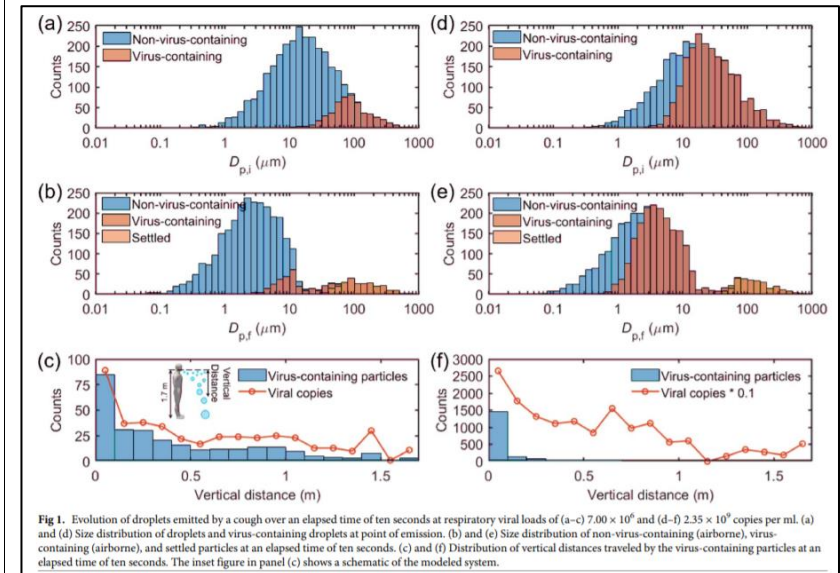 (a)
250
200
150
100
50
0
Counts
Non-virus-containing
Virus-containing
0.01 0.1 1 10 100 1000
D p,i (μm)
(d)
250
200
150
100
50
0
Counts
Non-virus-containing
Virus-containing
0.01 0.1 1 10 100 1000
D p,i (μm)
(b)
250
200
150
100
50
0
Counts
Non-virus-containing
Virus-containing
Settled
0.01 0.1 1 10 100 1000
D p,f (μm)
(e)
250
200
150
100
50
0
Counts
Non-virus-containing
Virus-containing
Settled
0.01 0.1 1 10 100 1000
D p,f (μm)
(c)
100
75
50
25
0
Counts
1.7 m
Vertical
Distance
Virus-containing particles
Viral copies
0 0.5 1 1.5
Vertical distance (m)
(f)
3000
2500
2000
1500
1000
500
0
Counts
Virus-containing particles
Viral copies * 0.1
0 0.5 1 1.5
Vertical distance (m)
Fig 1. Evolution of droplets emitted by a cough over an elapsed time of ten seconds at respiratory viral loads of (a–c) 7.00 × 10⁶ and (d–f) 2.35 × 10⁹ copies per ml. (a)
and (d) Size distribution of droplets and virus-containing droplets at point of emission. (b) and (e) Size distribution of non-virus-containing (airborne), virus-
containing (airborne), and settled particles at an elapsed time of ten seconds. (c) and (f) Distribution of vertical distances traveled by the virus-containing particles at an
elapsed time of ten seconds. The inset figure in panel (c) shows a schematic of the modeled system.